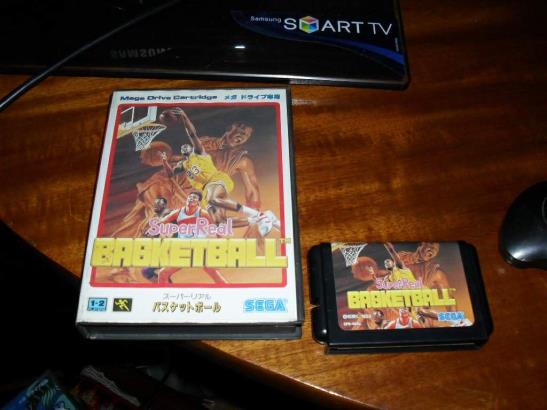 Samsung SMART TV
SAMSUNG
Mega Drive Cartridge メガ ドライブ専用
Super Real
BASKETBALL™
1-2
スーパー・リアル
バスケット・ボール
SEGA
Super Real
BASKETBALL
SEGA